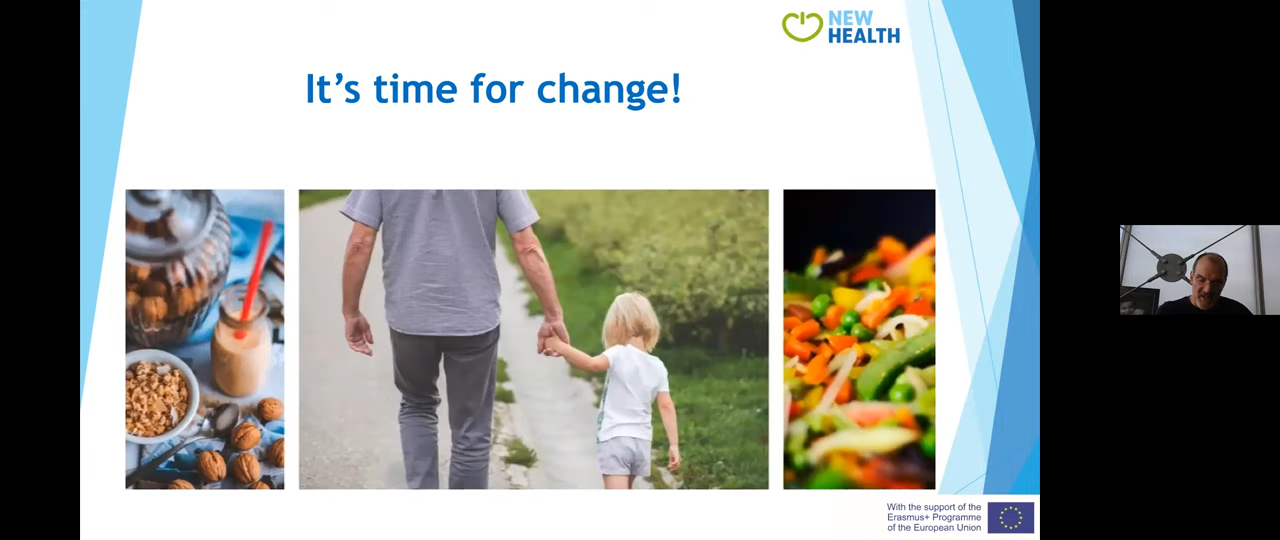 NEW
HEALTH
It's time for change!
With the support of the
Erasmus+ Programme
of the European Union